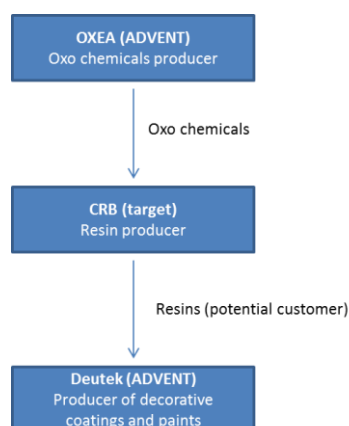 OXEA (ADVENT)
Oxo chemicals producer
Oxo chemicals
CRB (target)
Resin producer
Resins (potential customer)
Deutek (ADVENT)
Producer of decorative
coatings and paints